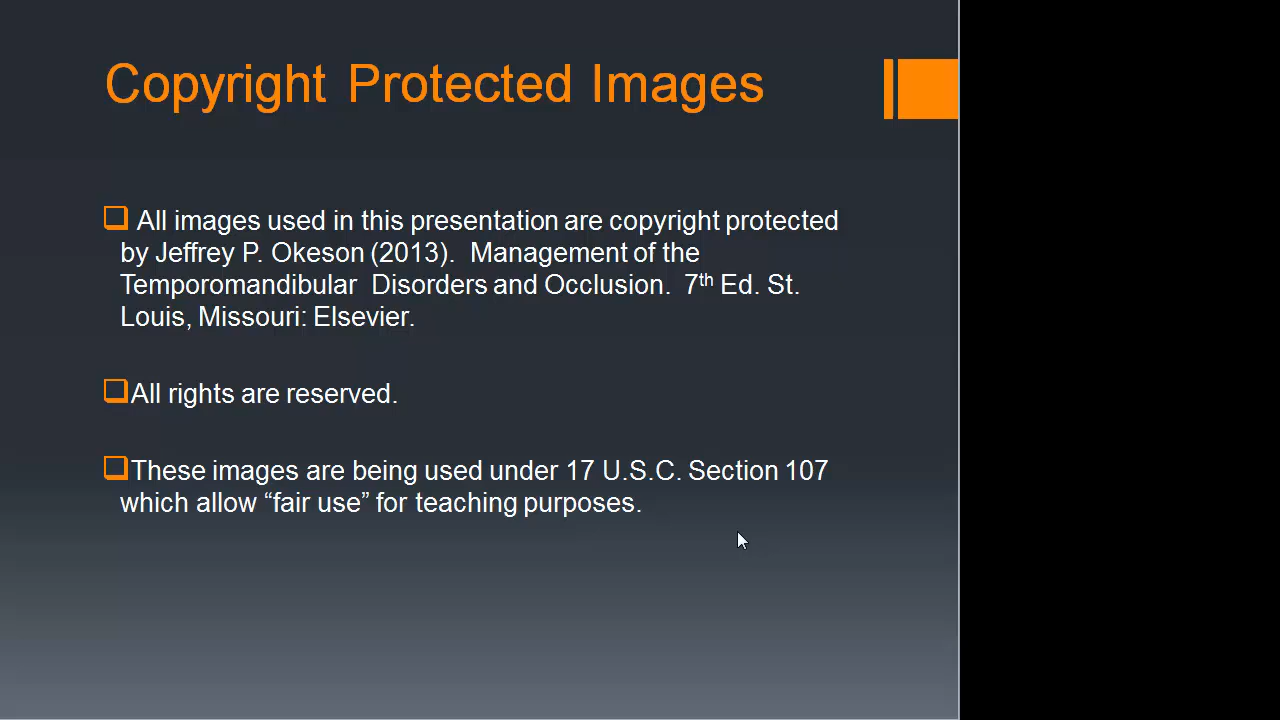 Copyright Protected Images
All images used in this presentation are copyright protected
by Jeffrey P. Okeson (2013).  Management of the
Temporomandibular  Disorders and Occlusion.  7th Ed. St.
Louis, Missouri: Elsevier.
All rights are reserved.
These images are being used under 17 U.S.C. Section 107
which allow “fair use” for teaching purposes.